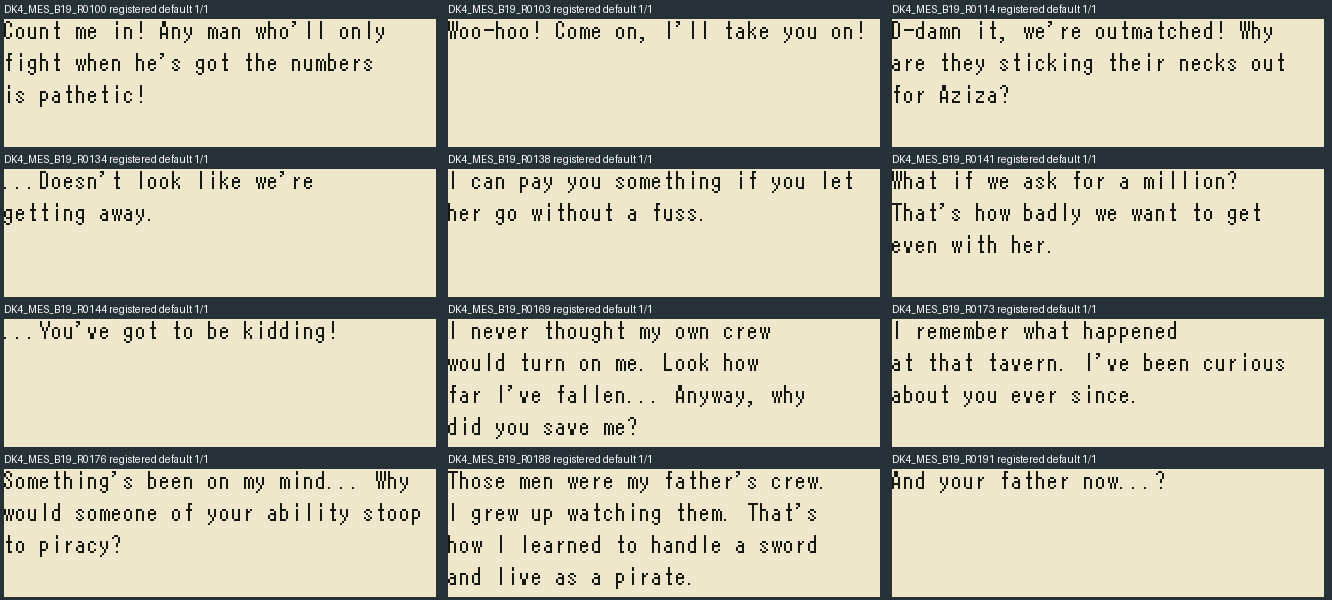 DK4_MES_B19_R0100 registered default 1/1
Count me in! Any man who'll only
fight when he's got the numbers
is pathetic!
DK4_MES_B19_R0103 registered default 1/1
Woo-hoo! Come on, I'll take you on!
DK4_MES_B19_R0114 registered default 1/1
D-damn it, we're outmatched! Why
are they sticking their necks out
for Aziza?
DK4_MES_B19_R0134 registered default 1/1
...Doesn't look like we're
getting away.
DK4_MES_B19_R0138 registered default 1/1
I can pay you something if you let
her go without a fuss.
DK4_MES_B19_R0141 registered default 1/1
What if we ask for a million?
That's how badly we want to get
even with her.
DK4_MES_B19_R0144 registered default 1/1
...You've got to be kidding!
DK4_MES_B19_R0169 registered default 1/1
I never thought my own crew
would turn on me. Look how
far I've fallen... Anyway, why
did you save me?
DK4_MES_B19_R0173 registered default 1/1
I remember what happened
at that tavern. I've been curious
about you ever since.
DK4_MES_B19_R0176 registered default 1/1
Something's been on my mind... Why
would someone of your ability stoop
to piracy?
DK4_MES_B19_R0188 registered default 1/1
Those men were my father's crew.
I grew up watching them. That's
how I learned to handle a sword
and live as a pirate.
DK4_MES_B19_R0191 registered default 1/1
And your father now...?